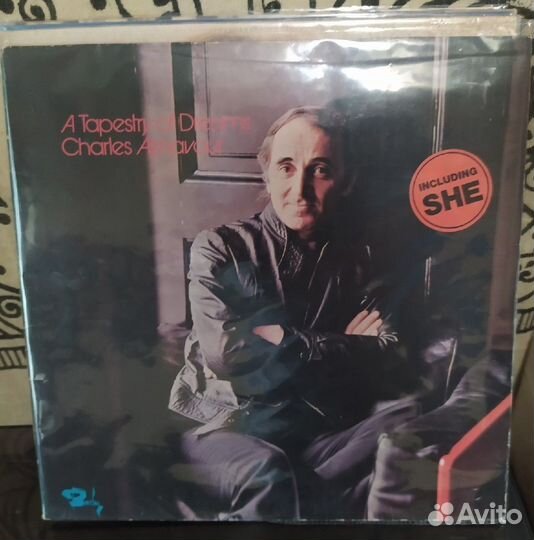 A Tapestry of Dreams
Charles Aznavour
INCLUDING
SHE
Avito